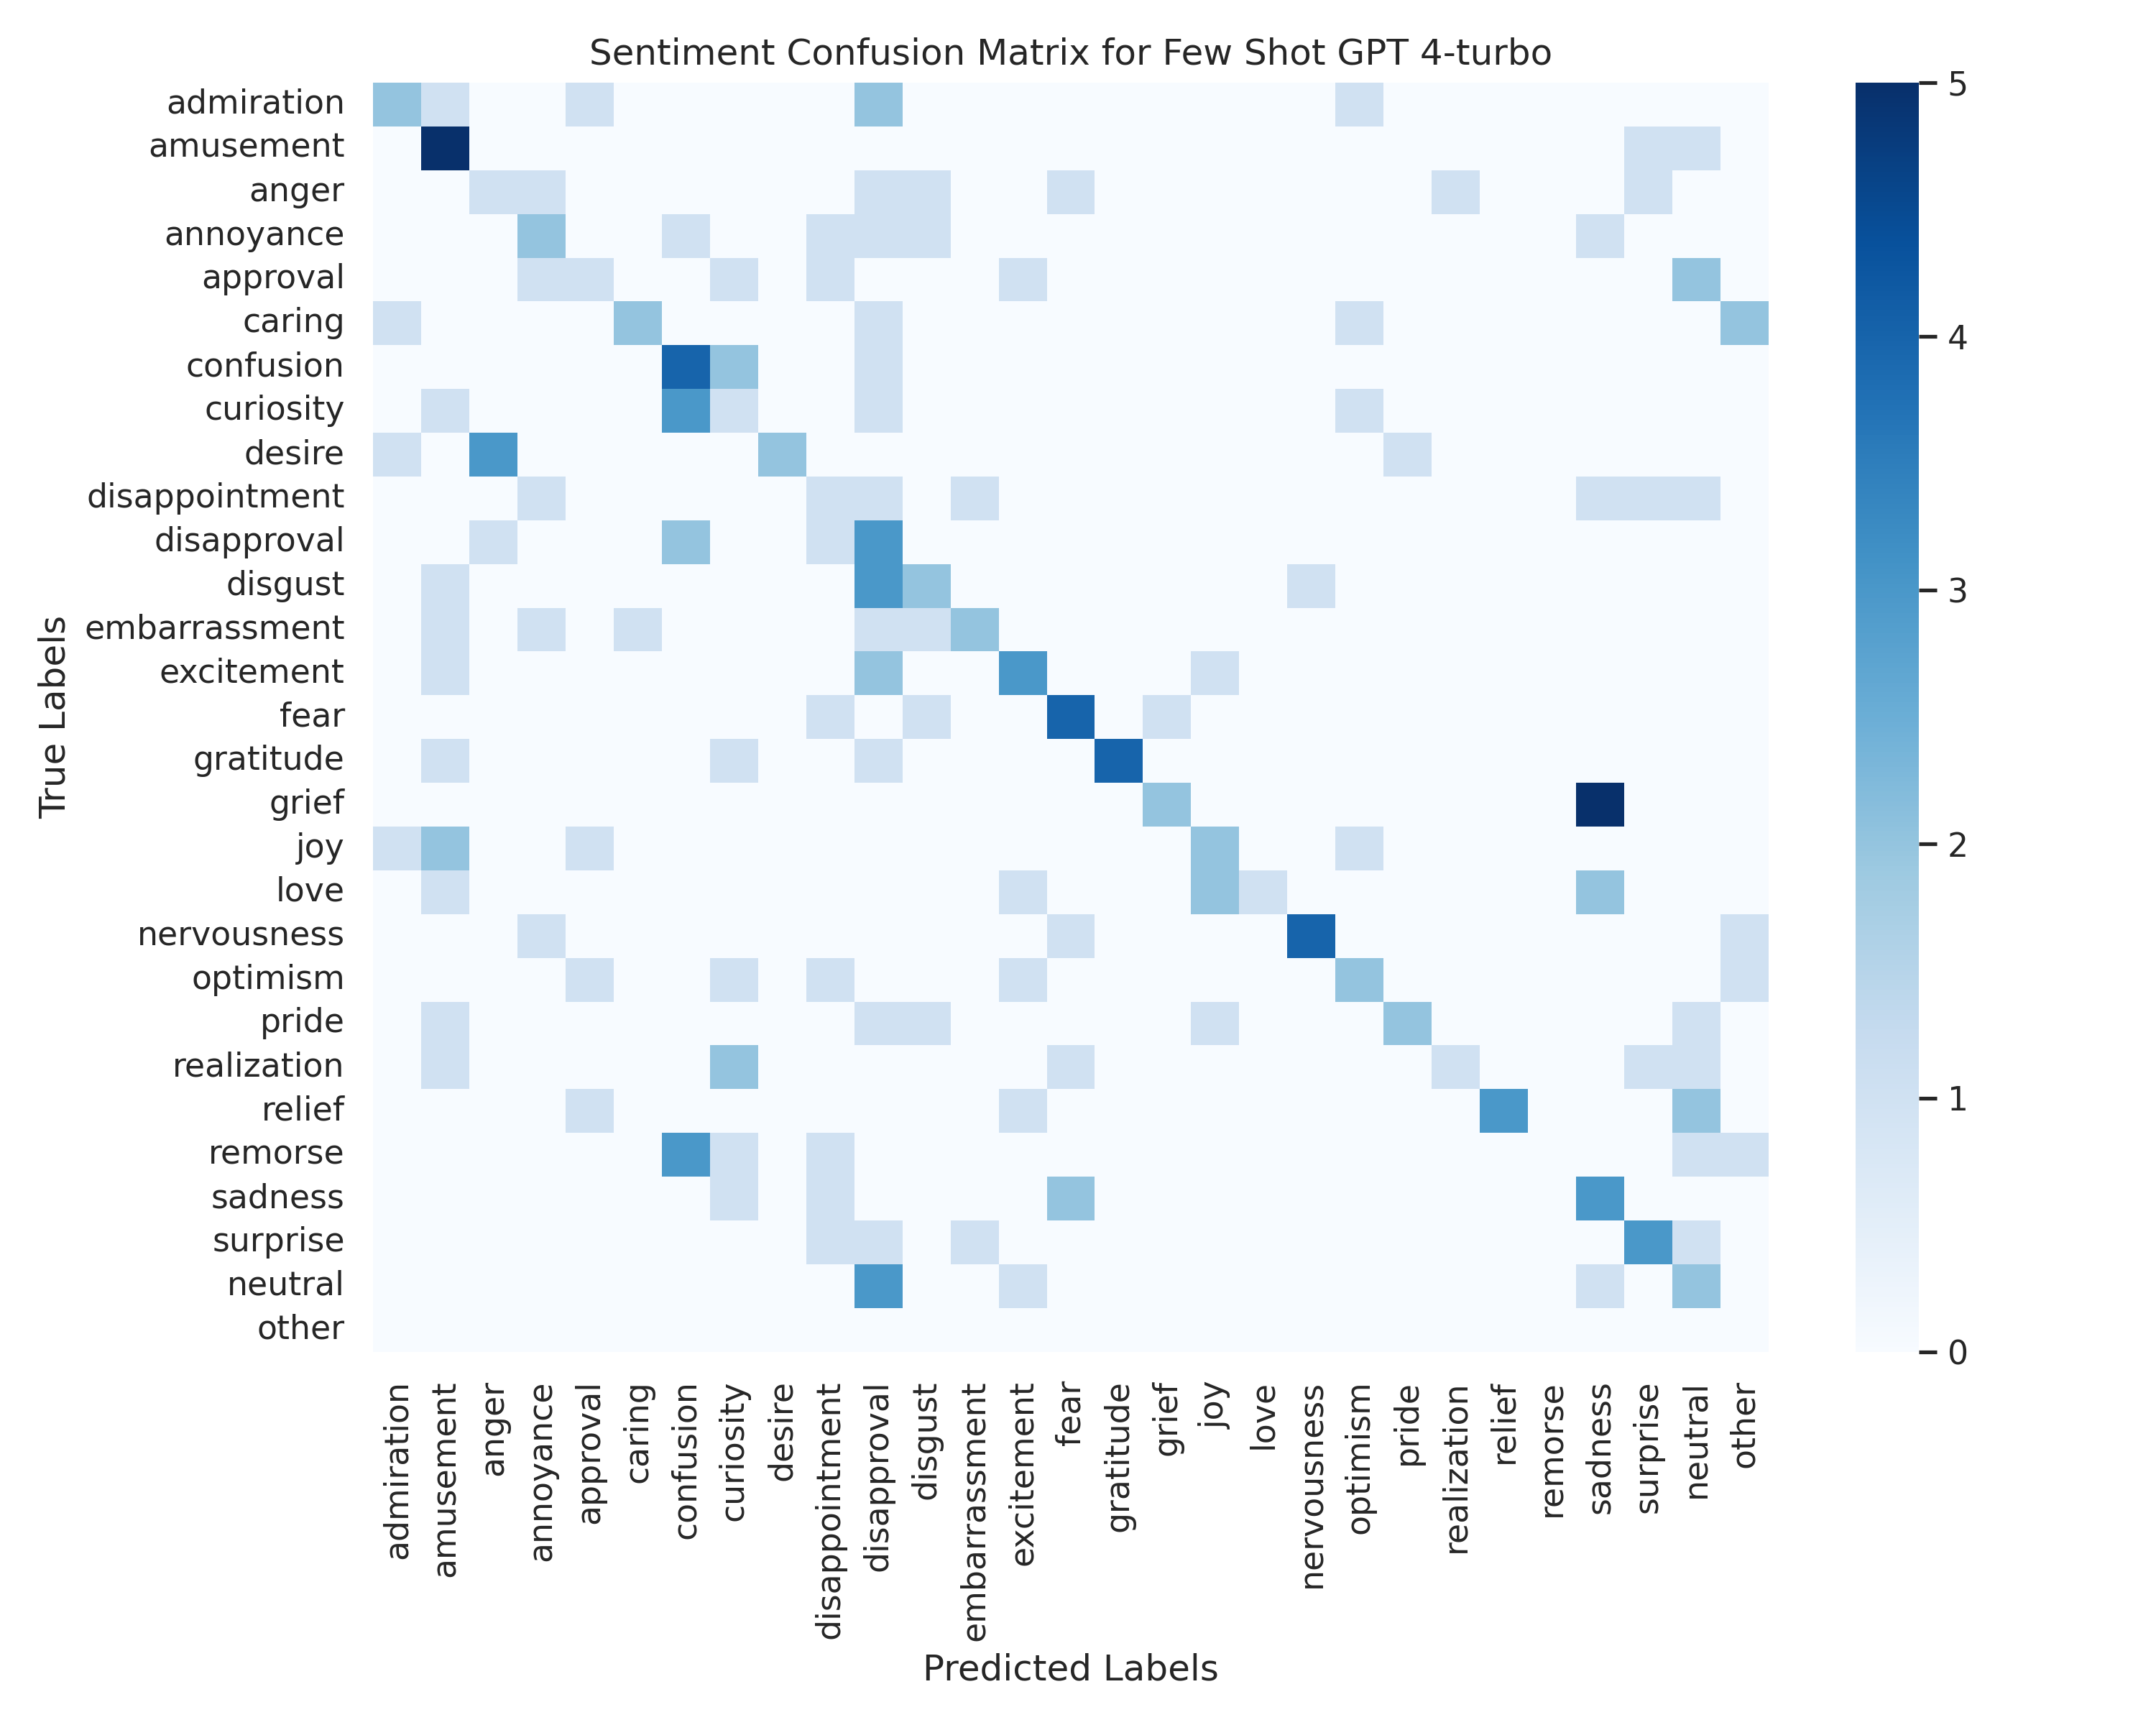 Sentiment Confusion Matrix for Few Shot GPT 4-turbo
True Labels
admiration
amusement
anger
annoyance
approval
caring
confusion
curiosity
desire
disappointment
disapproval
disgust
embarrassment
excitement
fear
gratitude
grief
joy
love
nervousness
optimism
pride
realization
relief
remorse
sadness
surprise
neutral
other
admiration
amusement
anger
annoyance
approval
caring
confusion
curiosity
desire
disappointment
disapproval
disgust
embarrassment
excitement
fear
gratitude
grief
joy
love
nervousness
optimism
pride
realization
relief
remorse
sadness
surprise
neutral
other
Predicted Labels
5
4
3
2
1
0